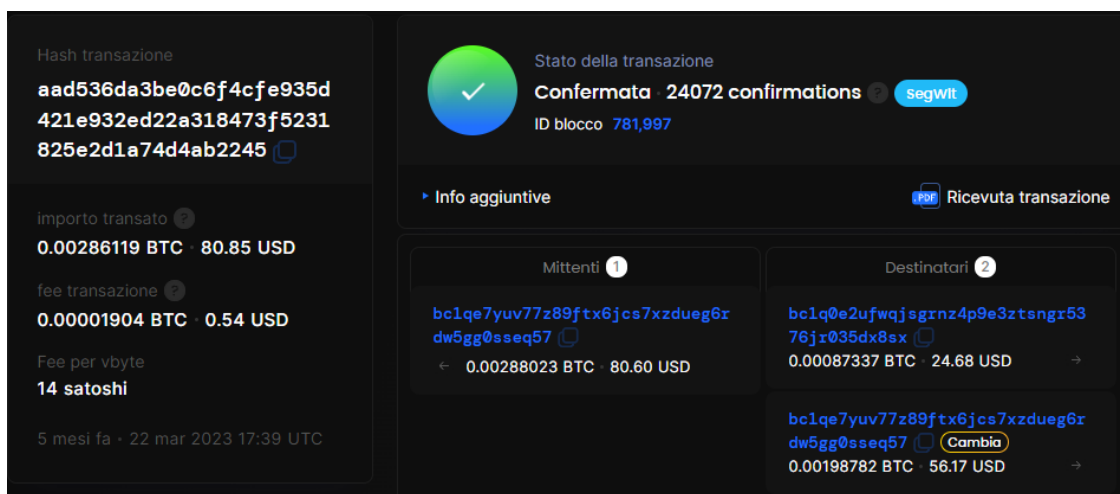 Hash transazione
aad536da3be0c6f4cfe935d
421e932ed22a318473f5231
825e2d1a74d4ab2245
importo transato ?
0.00286119 BTC · 80.85 USD
fee transazione ?
0.00001904 BTC · 0.54 USD
Fee per vbyte
14 satoshi
5 mesi fa · 22 mar 2023 17:39 UTC
Stato della transazione
Confermata · 24072 confirmations ? SegWit
ID blocco 781,997
Info aggiuntive
PDF Ricevuta transazione
Mittenti 1
bc1qe7yuv77z89ftx6jcs7xzdueg6r
dw5gg0sseq57
← 0.00288023 BTC · 80.60 USD
Destinatari 2
bc1q0e2ufwqjsgrnz4p9e3ztsngr53
76jr035dx8sx
0.00087337 BTC · 24.68 USD →
bc1qe7yuv77z89ftx6jcs7xzdueg6r
dw5gg0sseq57 Cambia
0.00198782 BTC · 56.17 USD →